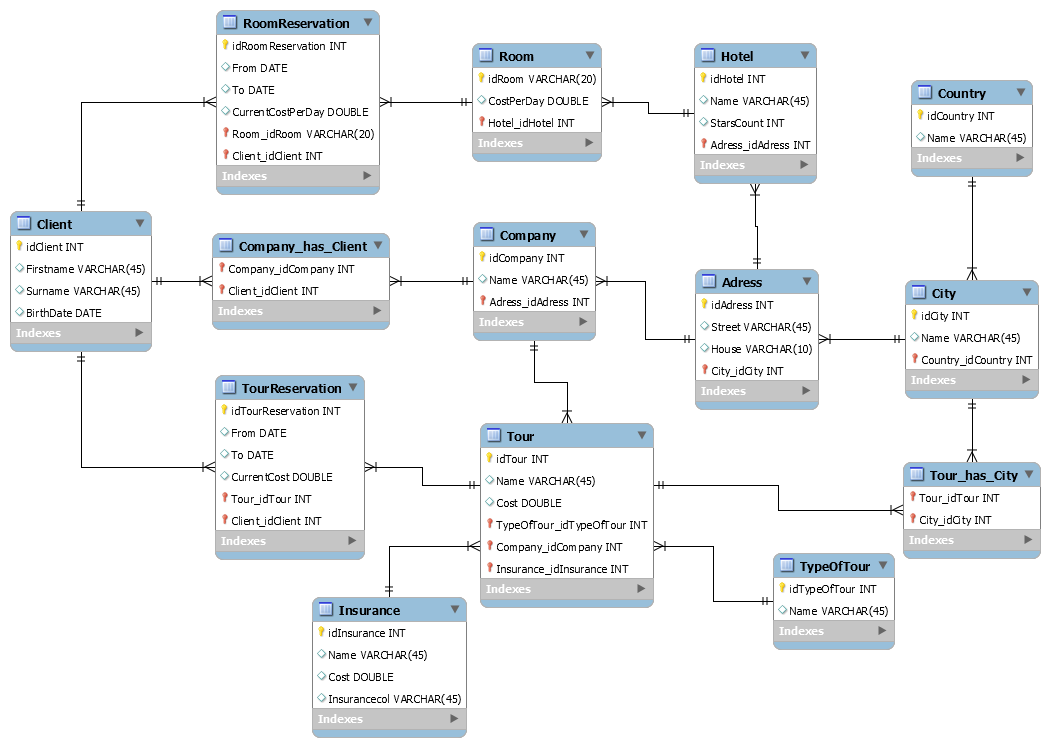 RoomReservation
idRoomReservation INT
From DATE
To DATE
CurrentCostPerDay DOUBLE
Room_idRoom VARCHAR(20)
Client_idClient INT
Indexes
Room
idRoom VARCHAR(20)
CostPerDay DOUBLE
Hotel_idHotel INT
Indexes
Hotel
idHotel INT
Name VARCHAR(45)
StarsCount INT
Adress_idAdress INT
Indexes
Country
idCountry INT
Name VARCHAR(45)
Indexes
Client
idClient INT
Firstname VARCHAR(45)
Surname VARCHAR(45)
BirthDate DATE
Indexes
Company_has_Client
Company_idCompany INT
Client_idClient INT
Indexes
Company
idCompany INT
Name VARCHAR(45)
Adress_idAdress INT
Indexes
Adress
idAdress INT
Street VARCHAR(45)
House VARCHAR(10)
City_idCity INT
Indexes
City
idCity INT
Name VARCHAR(45)
Country_idCountry INT
Indexes
TourReservation
idTourReservation INT
From DATE
To DATE
CurrentCost DOUBLE
Tour_idTour INT
Client_idClient INT
Indexes
Tour
idTour INT
Name VARCHAR(45)
Cost DOUBLE
TypeOfTour_idTypeOfTour INT
Company_idCompany INT
Insurance_idInsurance INT
Indexes
Tour_has_City
Tour_idTour INT
City_idCity INT
Indexes
TypeOfTour
idTypeOfTour INT
Name VARCHAR(45)
Indexes
Insurance
idInsurance INT
Name VARCHAR(45)
Cost DOUBLE
Insurancecol VARCHAR(45)
Indexes